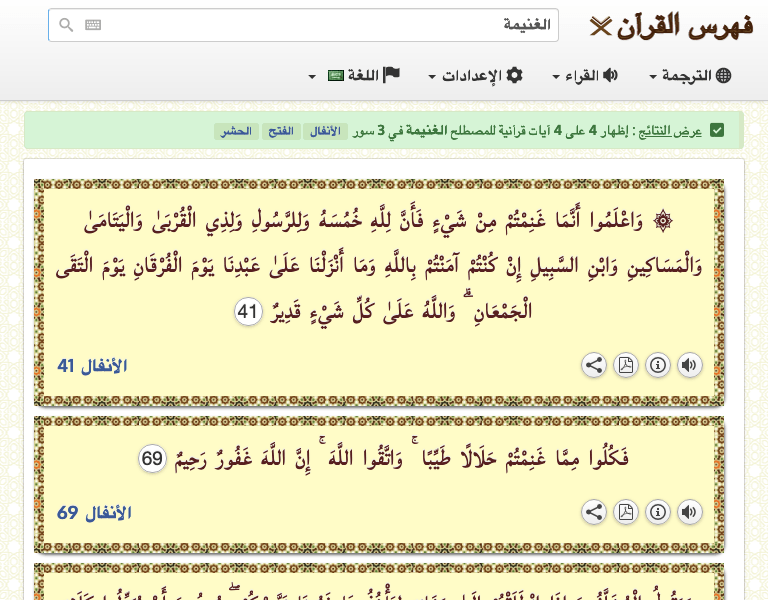 فهرس القرآن
الغنيمة
الترجمة القراء الإعدادات اللغة
عرض النتائج : إظهار 4 على 4 آيات قرآنية للمصطلح الغنيمة في 3 سور الأنفال الفتح الحشر
۞ وَاعْلَمُوا أَنَّمَا غَنِمْتُمْ مِنْ شَيْءٍ فَأَنَّ لِلَّهِ خُمُسَهُ وَلِلرَّسُولِ وَلِذِي الْقُرْبَىٰ وَالْيَتَامَىٰ
وَالْمَسَاكِينِ وَابْنِ السَّبِيلِ إِنْ كُنْتُمْ آمَنْتُمْ بِاللَّهِ وَمَا أَنْزَلْنَا عَلَىٰ عَبْدِنَا يَوْمَ الْفُرْقَانِ يَوْمَ الْتَقَى
الْجَمْعَانِ ۗ وَاللَّهُ عَلَىٰ كُلِّ شَيْءٍ قَدِيرٌ 41
الأنفال 41
فَكُلُوا مِمَّا غَنِمْتُمْ حَلَالًا طَيِّبًا ۚ وَاتَّقُوا اللَّهَ ۚ إِنَّ اللَّهَ غَفُورٌ رَحِيمٌ 69
الأنفال 69